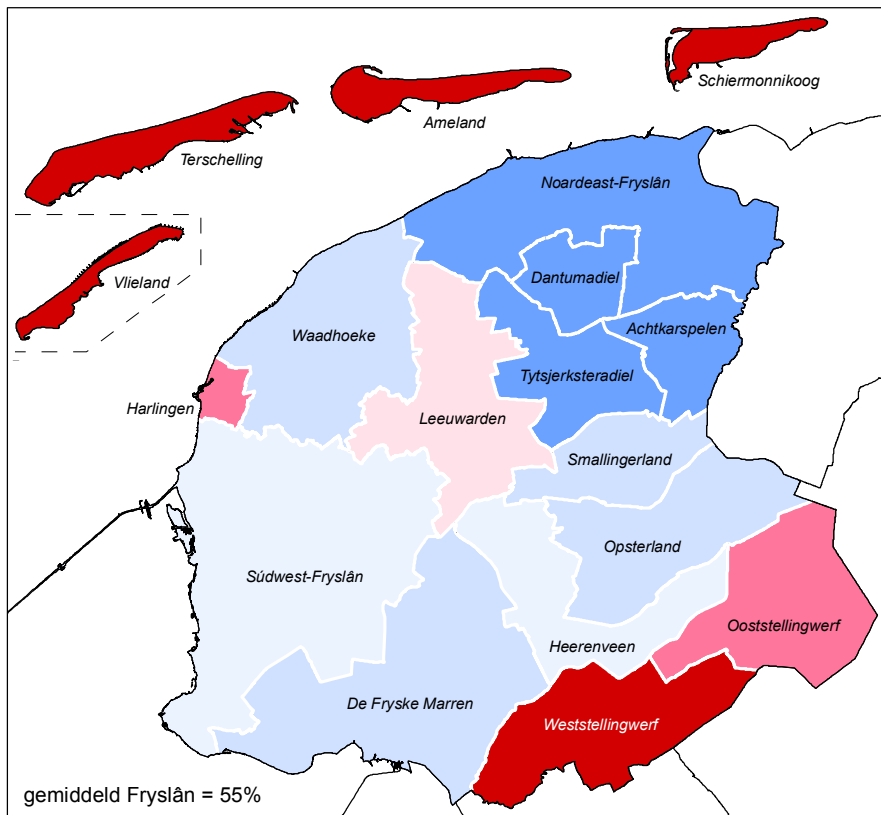 Schiermonnikoog
Ameland
Terschelling
Noardeast-Fryslân
Vlieland
Dantumadiel
Waadhoeke
Achtkarspelen
Tytsjerksteradiel
Harlingen
Leeuwarden
Smallingerland
Opsterland
Súdwest-Fryslân
Ooststellingwerf
Heerenveen
De Fryske Marren
Weststellingwerf
gemiddeld Fryslân = 55%